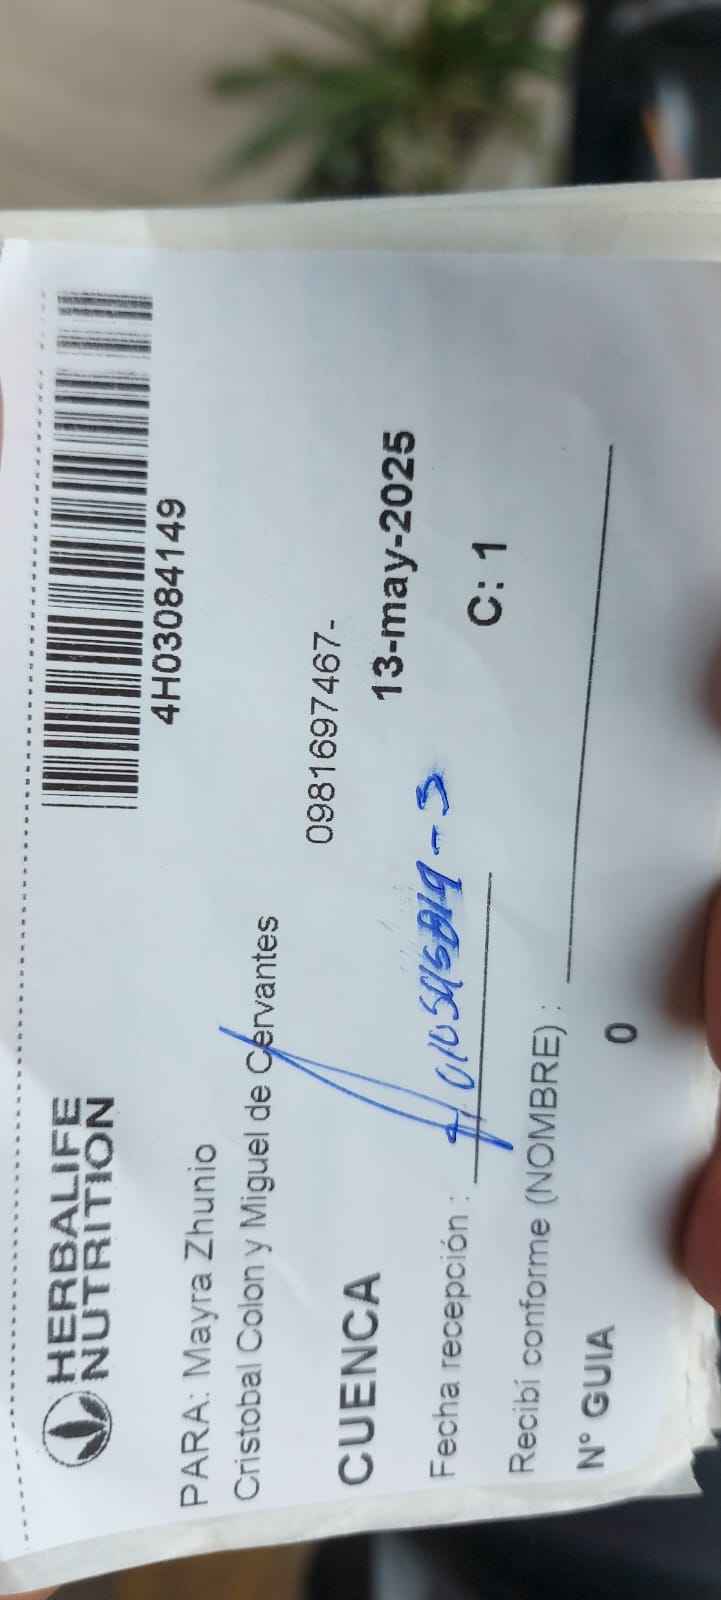 HERBALIFE
NUTRITION
4H03084149
PARA: Mayra Zhunio
Cristobal Colon y Miguel de Cervantes
0981697467-
CUENCA
13-may-2025
Fecha recepción :
C: 1
Recibí conforme (NOMBRE) :
N° GUIA
0